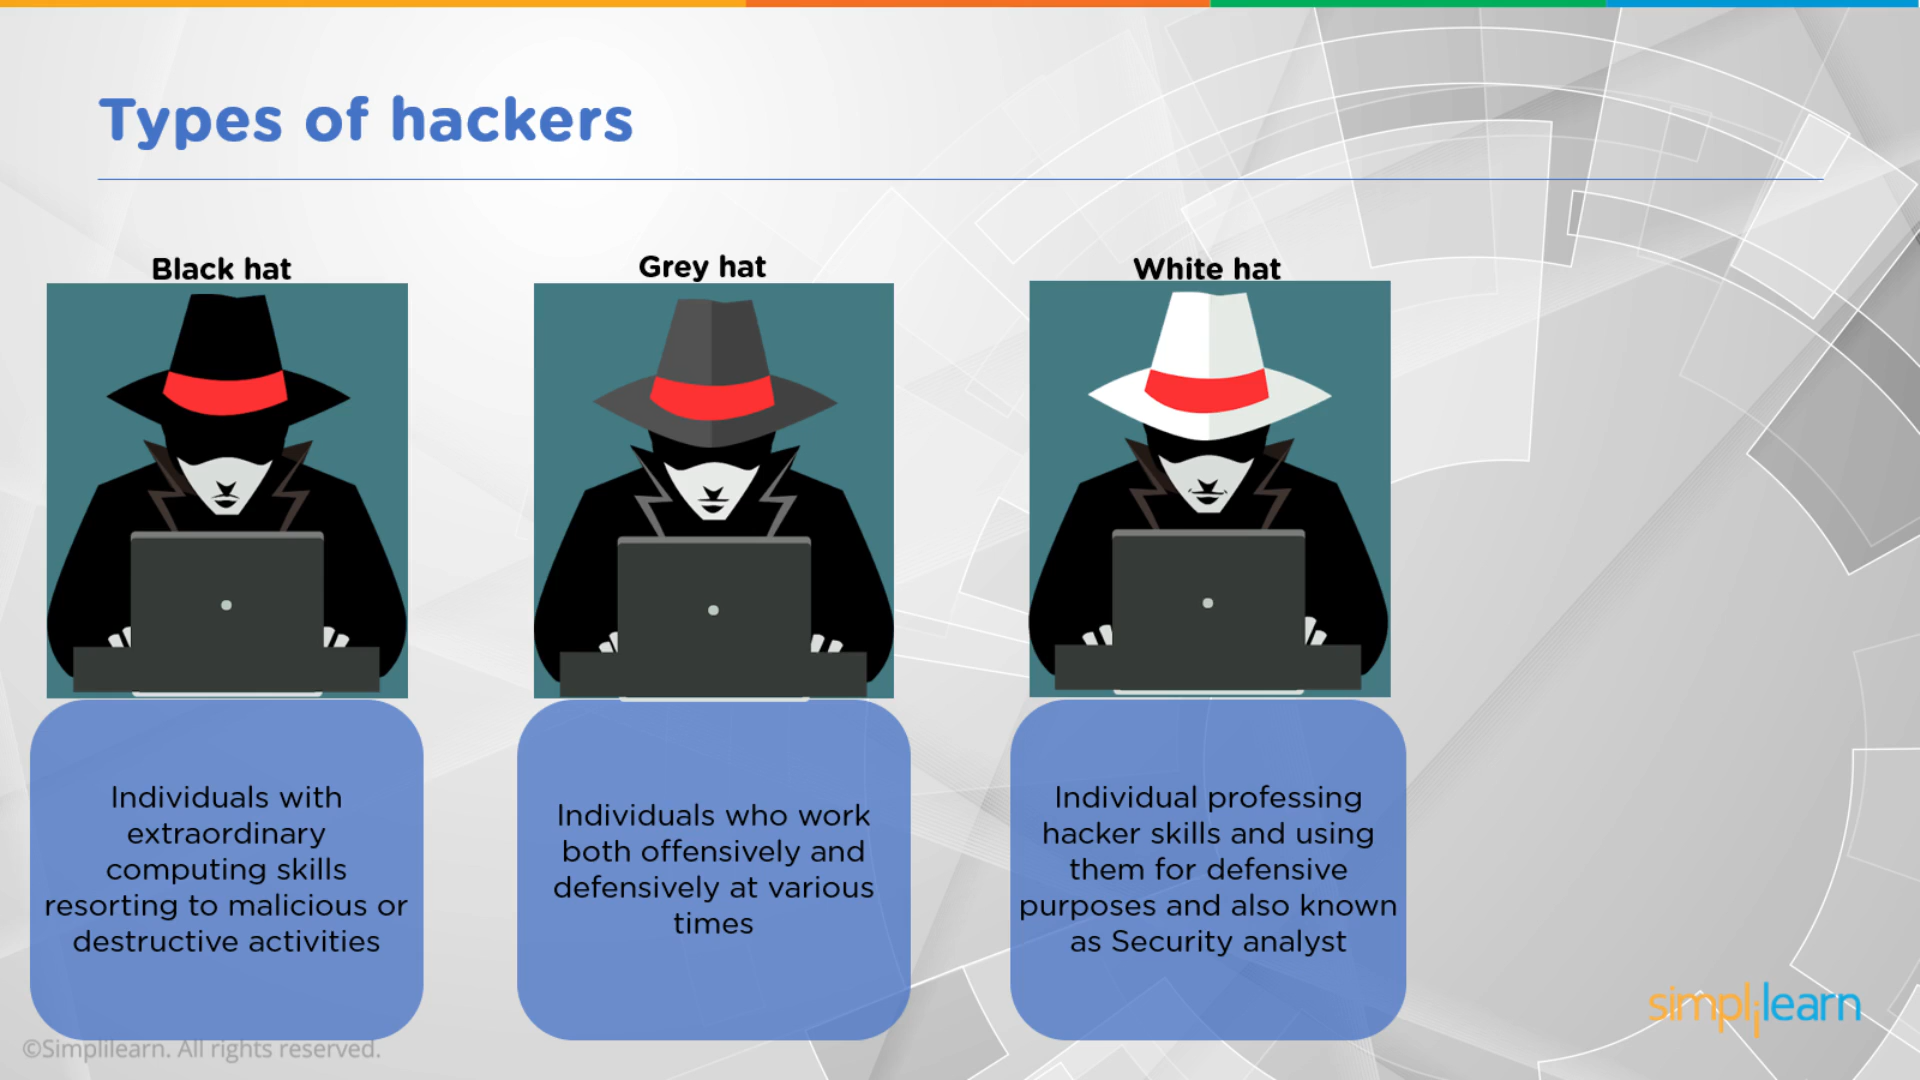 Types of hackers
Black hat
Grey hat
White hat
Individuals with
extraordinary
computing skills
resorting to malicious or
destructive activities
Individuals who work
both offensively and
defensively at various
times
Individual professing
hacker skills and using
them for defensive
purposes and also known
as Security analyst
simplilearn
©Simplilearn. All rights reserved.